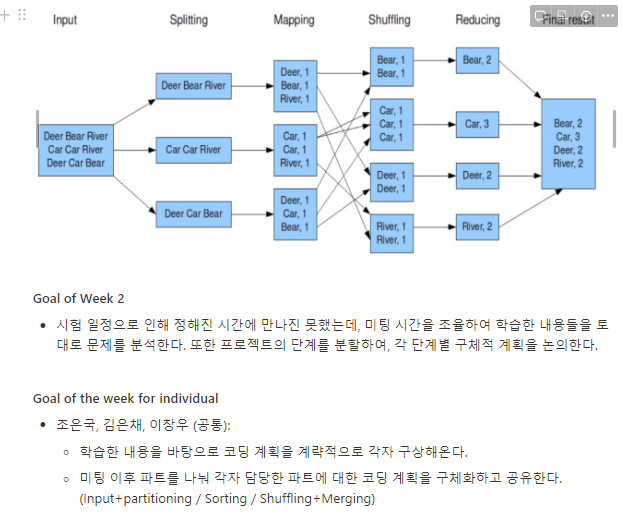 Input Splitting Mapping Shuffling Reducing Final result
Deer Bear River
Car Car River
Deer Car Bear
Deer Bear River
Car Car River
Deer Car Bear
Deer, 1
Bear, 1
River, 1
Car, 1
Car, 1
River, 1
Deer, 1
Car, 1
Bear, 1
Bear, 1
Bear, 1
Car, 1
Car, 1
Car, 1
Deer, 1
Deer, 1
River, 1
River, 1
Bear, 2
Car, 3
Deer, 2
River, 2
Bear, 2
Car, 3
Deer, 2
River, 2
Goal of Week 2
시험 일정으로 인해 정해진 시간에 만나진 못했는데, 미팅 시간을 조율하여 학습한 내용들을 토
대로 문제를 분석한다. 또한 프로젝트의 단계를 분할하여, 각 단계별 구체적 계획을 논의한다.
Goal of the week for individual
조은국, 김은채, 이창우 (공통):
학습한 내용을 바탕으로 코딩 계획을 계략적으로 각자 구상해온다.
미팅 이후 파트를 나눠 각자 담당한 파트에 대한 코딩 계획을 구체화하고 공유한다.
(Input+partitioning / Sorting / Shuffling+Merging)